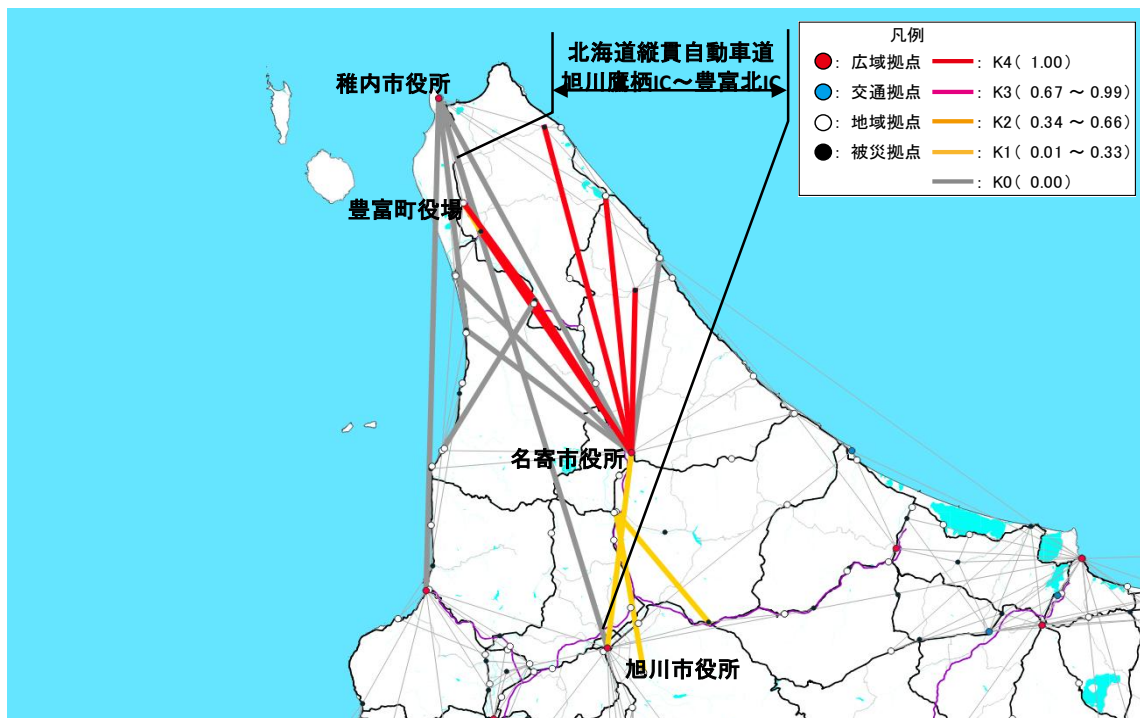 北海道縦貫自動車道
旭川鷹栖IC～豊富北IC
稚内市役所
豊富町役場
名寄市役所
旭川市役所
凡例
：広域拠点 ：K4（ 1.00）
：交通拠点 ：K3（ 0.67 ～ 0.99）
：地域拠点 ：K2（ 0.34 ～ 0.66）
：被災拠点 ：K1（ 0.01 ～ 0.33）
：K0（ 0.00）